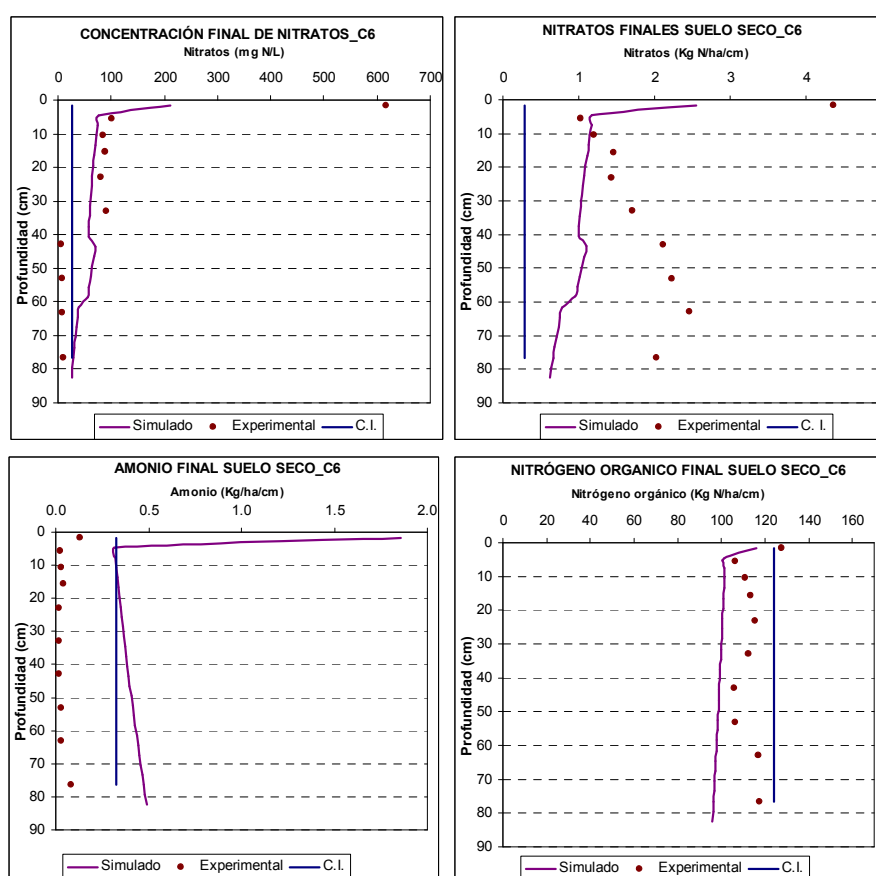 CONCENTRACIÓN FINAL DE NITRATOS_C6
Nitratos (mg N/L)
0 100 200 300 400 500 600 700
Profundidad (cm)
0
10
20
30
40
50
60
70
80
90
Simulado Experimental C.I.
NITRATOS FINALES SUELO SECO_C6
Nitratos (Kg N/ha/cm)
0 1 2 3 4
Profundidad (cm)
0
10
20
30
40
50
60
70
80
90
Simulado Experimental C. I.
AMONIO FINAL SUELO SECO_C6
Amonio (Kg/ha/cm)
0.0 0.5 1.0 1.5 2.0
Profundidad (cm)
0
10
20
30
40
50
60
70
80
90
Simulado Experimental C.I.
NITRÓGENO ORGANICO FINAL SUELO SECO_C6
Nitrógeno orgánico (Kg N/ha/cm)
0 20 40 60 80 100 120 140 160
Profundidad (cm)
0
10
20
30
40
50
60
70
80
90
Simulado Experimental C.I.